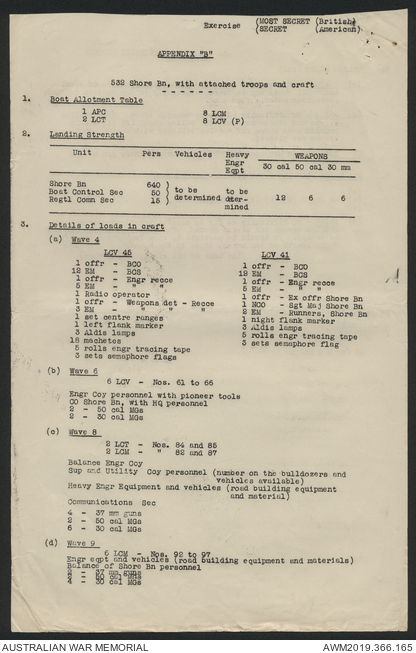 Exercise (MOST SECRET (British)
(SECRET (American)
APPENDIX "B"
532 Shore Bn, with attached troops and craft
1. Boat Allotment Table
1 APC 8 LCM
2 LCT 8 LCV (P)
2. Landing Strength
Unit Pers Vehicles Heavy Engr Eqpt WEAPONS
30 cal 50 cal 30 mm
Shore Bn 640 ) to be determined to be determined 12 6 6
Boat Control Sec 50 )
Regtl Comn Sec 15 )
3. Details of loads in craft
(a) Wave 4
LCV 45
1 offr - BCO
12 EM - BCS
1 offr - Engr recce
5 EM - " "
1 Radio operator
1 offr - Weapons det - Recce
3 EM - " " "
1 set centre ranges
1 left flank marker
3 Aldis lamps
18 machetes
5 rolls engr tracing tape
3 sets semaphore flags
LCV 41
1 offr - BCO
12 EM - BCS
1 offr - Engr recce
5 EM - " "
1 offr - Ex offr Shore Bn
1 NCO - Sgt Maj Shore Bn
2 EM - Runners, Shore Bn
1 night flank marker
3 Aldis lamps
5 rolls engr tracing tape
3 sets semaphore flag
(b) Wave 6
6 LCV - Nos. 61 to 66
Engr Coy personnel with pioneer tools
CO Shore Bn, with HQ personnel
2 - 50 cal MGs
2 - 30 cal MGs
(c) Wave 8
2 LCT - Nos. 84 and 85
2 LCM - " 82 and 87
Balance Engr Coy
Sup and Utility Coy personnel (number on the bulldozers and
vehicles available)
Heavy Engr Equipment and vehicles (road building equipment
and material)
Communications Sec
4 - 37 mm guns
2 - 50 cal MGs
6 - 30 cal MGs
(d) Wave 9
6 LCM - Nos. 92 to 97
Engr eqpt and vehicles (road building equipment and materials)
Balance of Shore Bn personnel
2 - 37 mm guns
50 cal MGs
30 cal MGs
AUSTRALIAN WAR MEMORIAL AWM2019.366.165